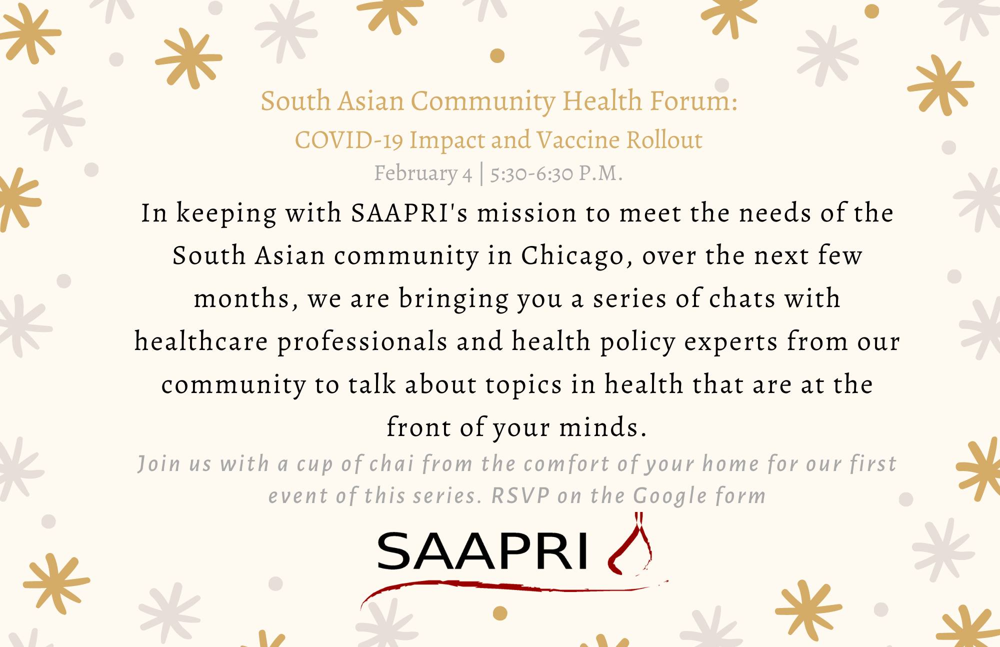 South Asian Community Health Forum:
COVID-19 Impact and Vaccine Rollout
February 4 | 5:30-6:30 P.M.
In keeping with SAAPRI's mission to meet the needs of the
South Asian community in Chicago, over the next few
months, we are bringing you a series of chats with
healthcare professionals and health policy experts from our
community to talk about topics in health that are at the
front of your minds.
Join us with a cup of chai from the comfort of your home for our first
event of this series. RSVP on the Google form
SAAPRI